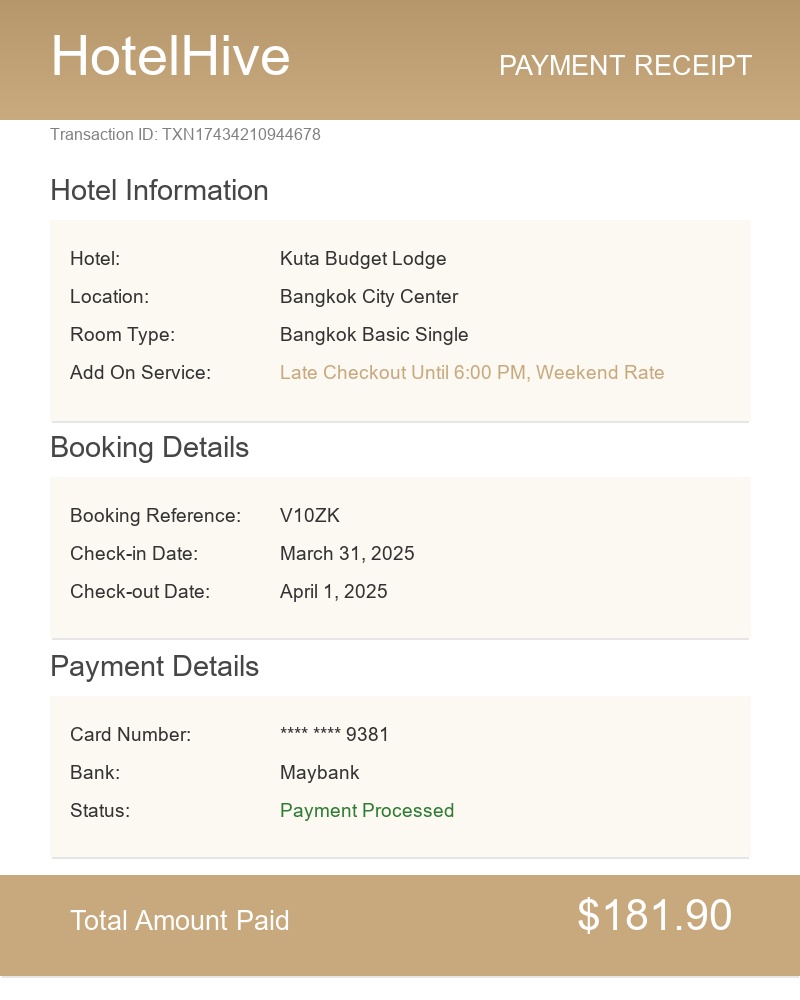 HotelHive
PAYMENT RECEIPT
Transaction ID: TXN17434210944678
Hotel Information
Hotel: Kuta Budget Lodge
Location: Bangkok City Center
Room Type: Bangkok Basic Single
Add On Service: Late Checkout Until 6:00 PM, Weekend Rate
Booking Details
Booking Reference: V10ZK
Check-in Date: March 31, 2025
Check-out Date: April 1, 2025
Payment Details
Card Number: **** **** 9381
Bank: Maybank
Status: Payment Processed
Total Amount Paid $181.90